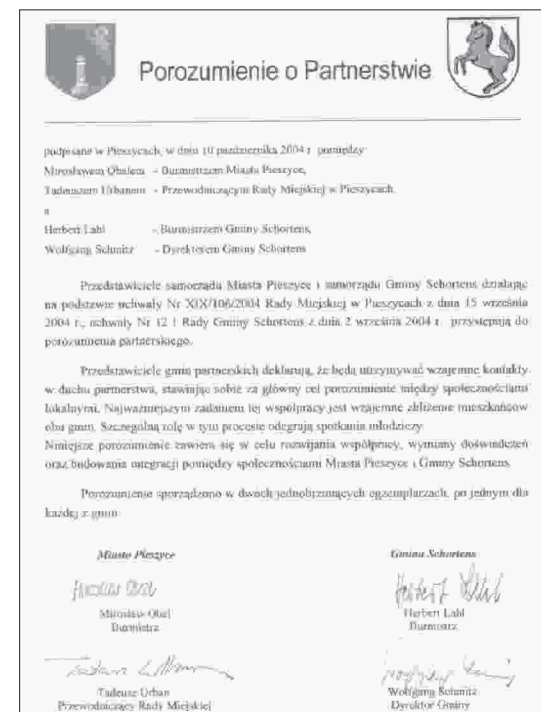 Porozumienie o Partnerstwie
podpisane w Pieszycach, w dniu 10 października 2004 r. pomiędzy
Mirosławem Obalem - Burmistrzem Miasta Pieszyce,
Tadeuszem Urbanem - Przewodniczącym Rady Miejskiej w Pieszycach,
a
Herbert Lahl - Burmistrzem Gminy Schortens,
Wolfgang Schmitz - Dyrektorem Gminy Schortens
Przedstawiciele samorządu Miasta Pieszyce i samorządu Gminy Schortens działając
na podstawie uchwały Nr XIX/106/2004 Rady Miejskiej w Pieszycach z dnia 15 września
2004 r., uchwały Nr 12 1 Rady Gminy Schortens z dnia 2 września 2004 r. przystępują do
porozumienia partnerskiego.
Przedstawiciele gmin partnerskich deklarują, że będą utrzymywać wzajemne kontakty
w duchu partnerstwa, stawiając sobie za główny cel porozumienie między społecznościami
lokalnymi. Najważniejszym zadaniem tej współpracy jest wzajemne zbliżenie mieszkańców
obu gmin. Szczególną rolę w tym procesie odegrają spotkania młodzieży.
Niniejsze porozumienie zawiera się w celu rozwijania współpracy, wymiany doświadczeń
oraz budowania integracji pomiędzy społecznościami Miasta Pieszyce i Gminy Schortens.
Porozumienie sporządzono w dwóch jednobrzmiących egzemplarzach, po jednym dla
każdej z gmin.
Miasto Pieszyce
Gmina Schortens
Mirosław Obal
Burmistrz
Herbert Lahl
Burmistrz
Tadeusz Urban
Przewodniczący Rady Miejskiej
Wolfgang Schmitz
Dyrektor Gminy